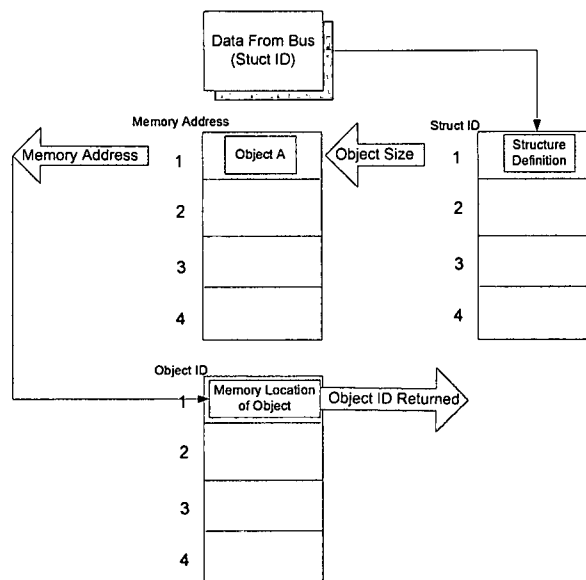 Data From Bus
(Stuct ID)
Memory Address
Struct ID
Memory Address
1
Object A
Object Size
1
Structure
Definition
2
2
3
3
4
4
Object ID
1
Memory Location
of Object
Object ID Returned
2
3
4